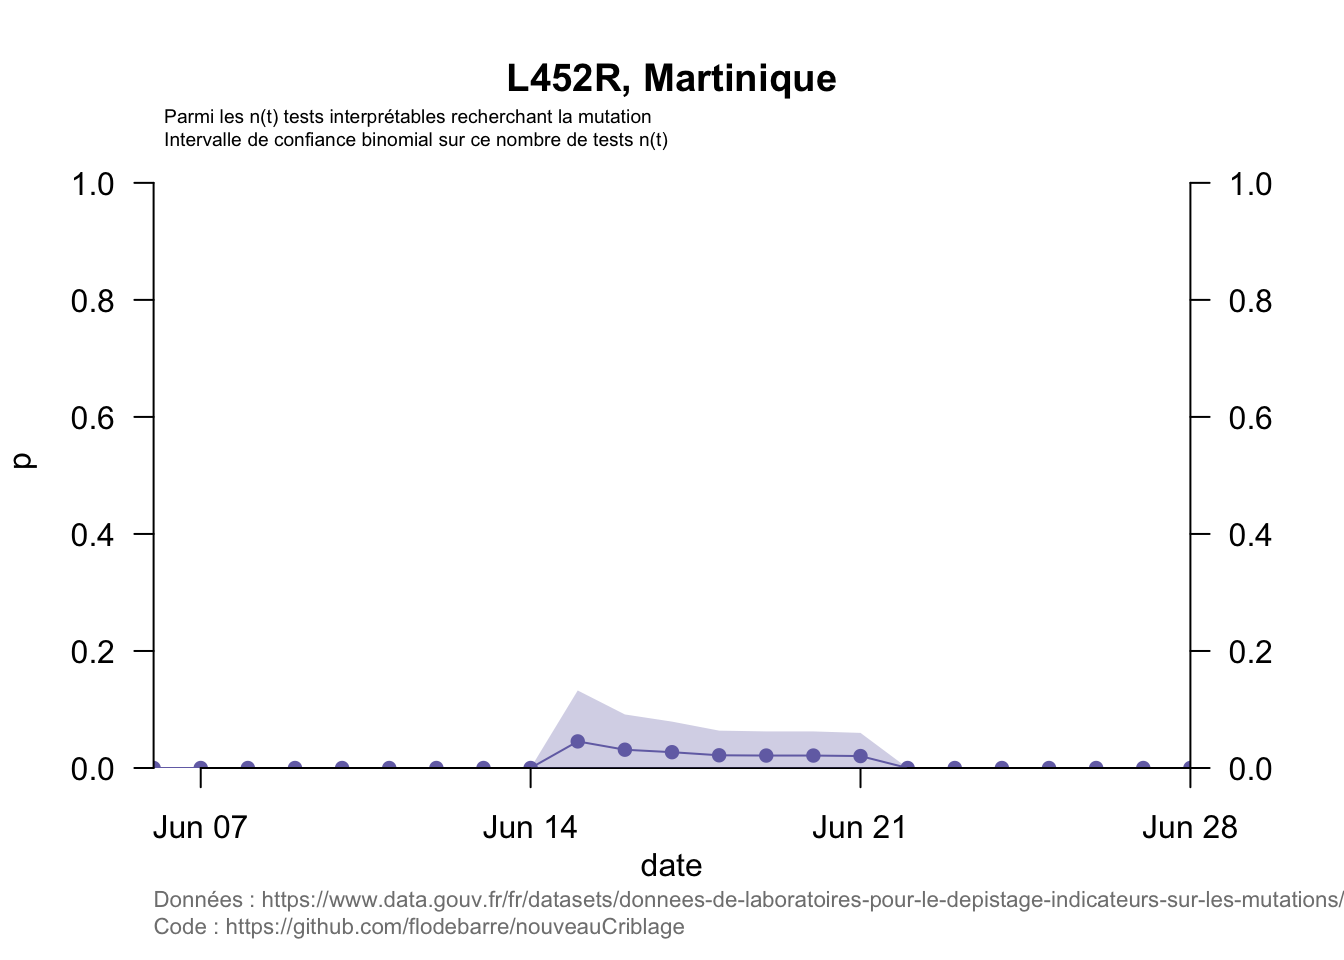 L452R, Martinique
Parmi les n(t) tests interprétables recherchant la mutation
Intervalle de confiance binomial sur ce nombre de tests n(t)
1.0 1.0
0.8 0.8
0.6 0.6
p
0.4 0.4
0.2 0.2
0.0 0.0
Jun 07 Jun 14 Jun 21 Jun 28
date
Données : https://www.data.gouv.fr/fr/datasets/donnees-de-laboratoires-pour-le-depistage-indicateurs-sur-les-mutations/
Code : https://github.com/flodebarre/nouveauCriblage